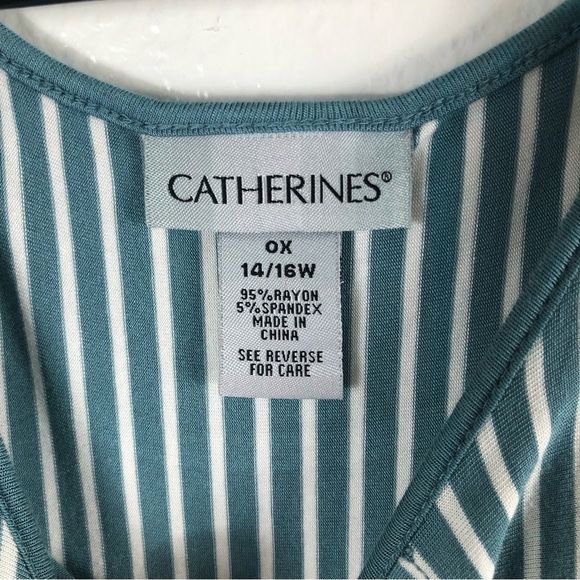 CATHERINES®
0X
14/16W
95%RAYON
5%SPANDEX
MADE IN
CHINA
SEE REVERSE
FOR CARE